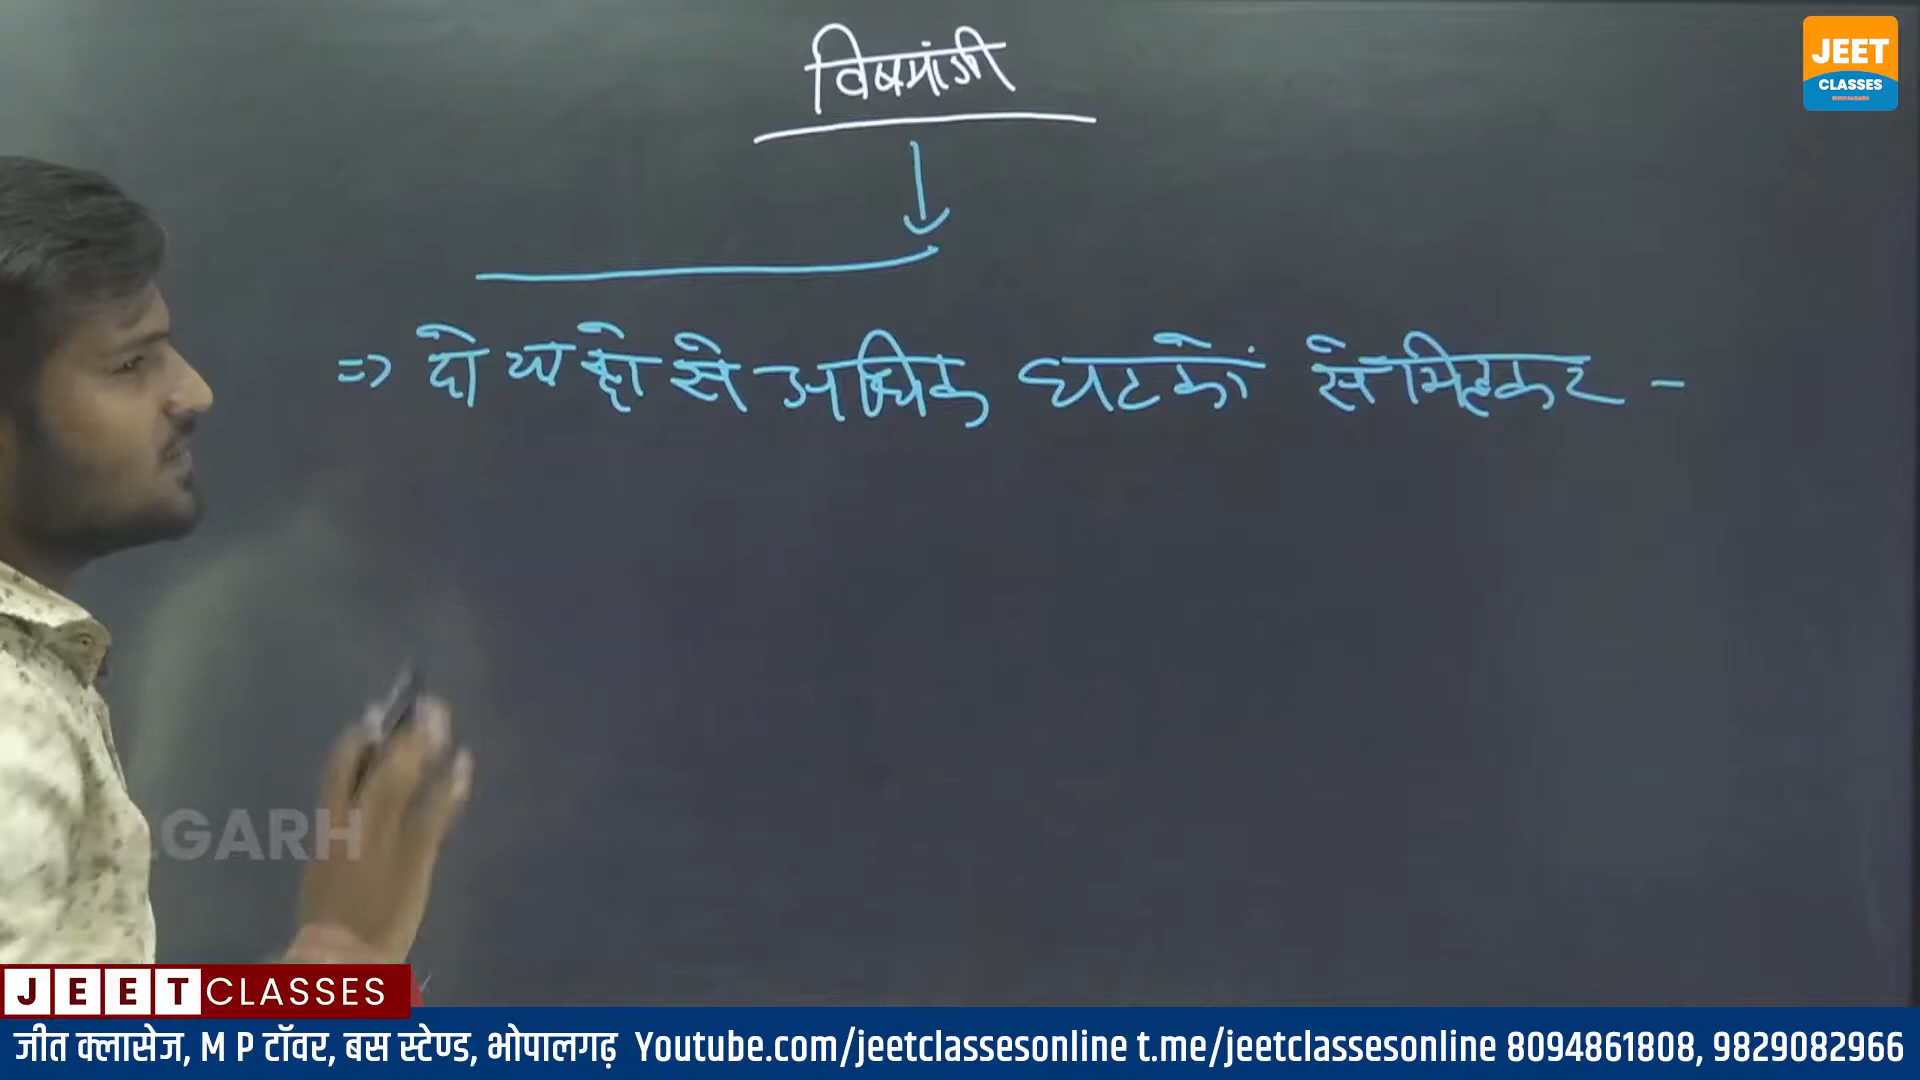 विषमांगी
JEET
CLASSES
=> दो या दो से अधिक घटकों से मिलकर -
GARH
JEET CLASSES
जीत क्लासेज, M P टॉवर, बस स्टेण्ड, भोपालगढ़ Youtube.com/jeetclassesonline t.me/jeetclassesonline 8094861808, 9829082966